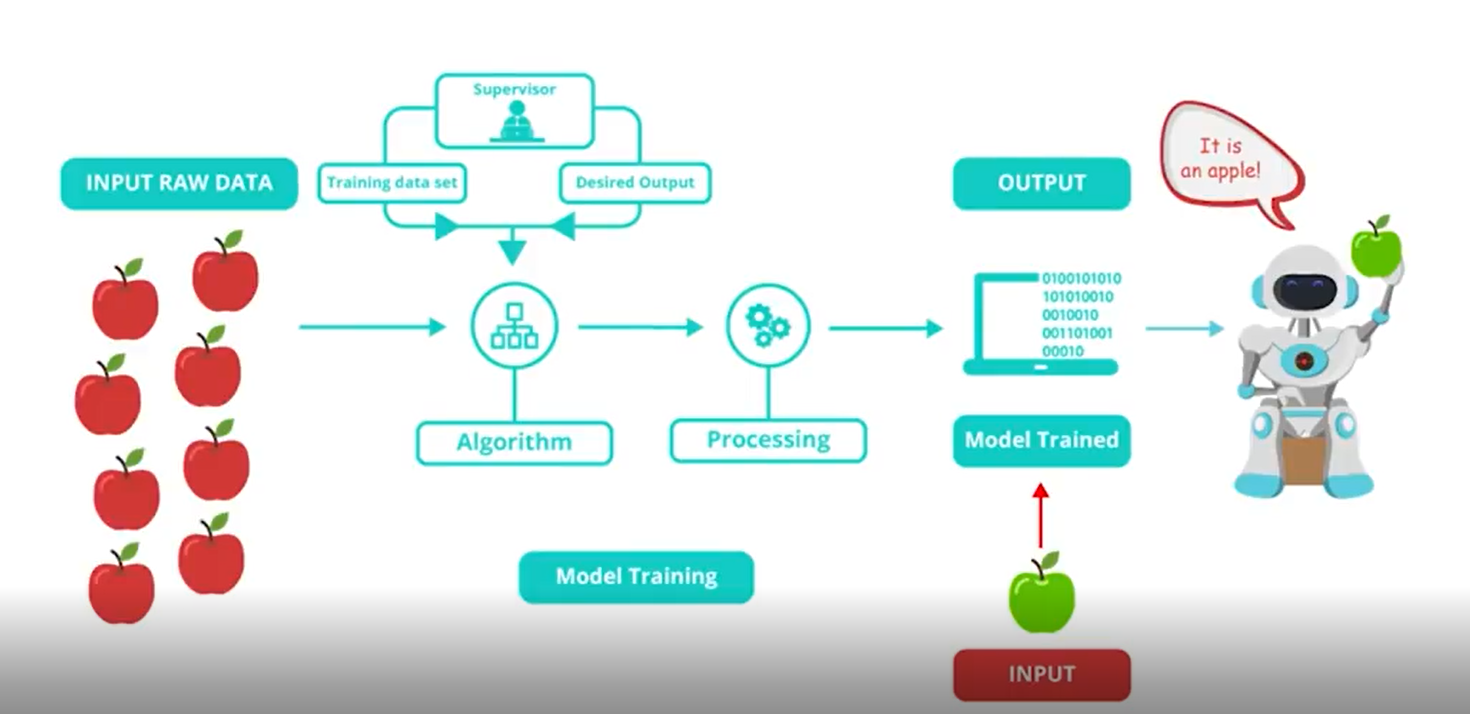 Supervisor
INPUT RAW DATA
Training data set
Desired Output
OUTPUT
It is
an apple!
0100101010
101010010
0010010
001101001
00010
Algorithm
Processing
Model Trained
Model Training
INPUT